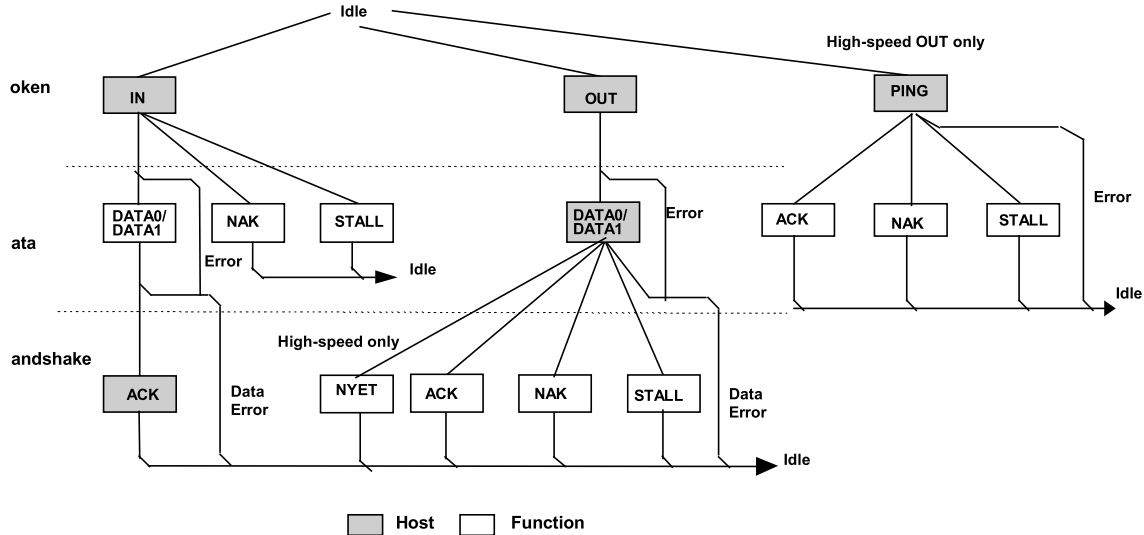 Idle
High-speed OUT only
oken
IN
OUT
PING
DATA0/
DATA1
NAK
STALL
DATA0/
DATA1
Error
ACK
NAK
STALL
Error
ata
Error
Idle
Idle
High-speed only
andshake
ACK
Data
Error
NYET
ACK
NAK
STALL
Data
Error
Idle
Host
Function